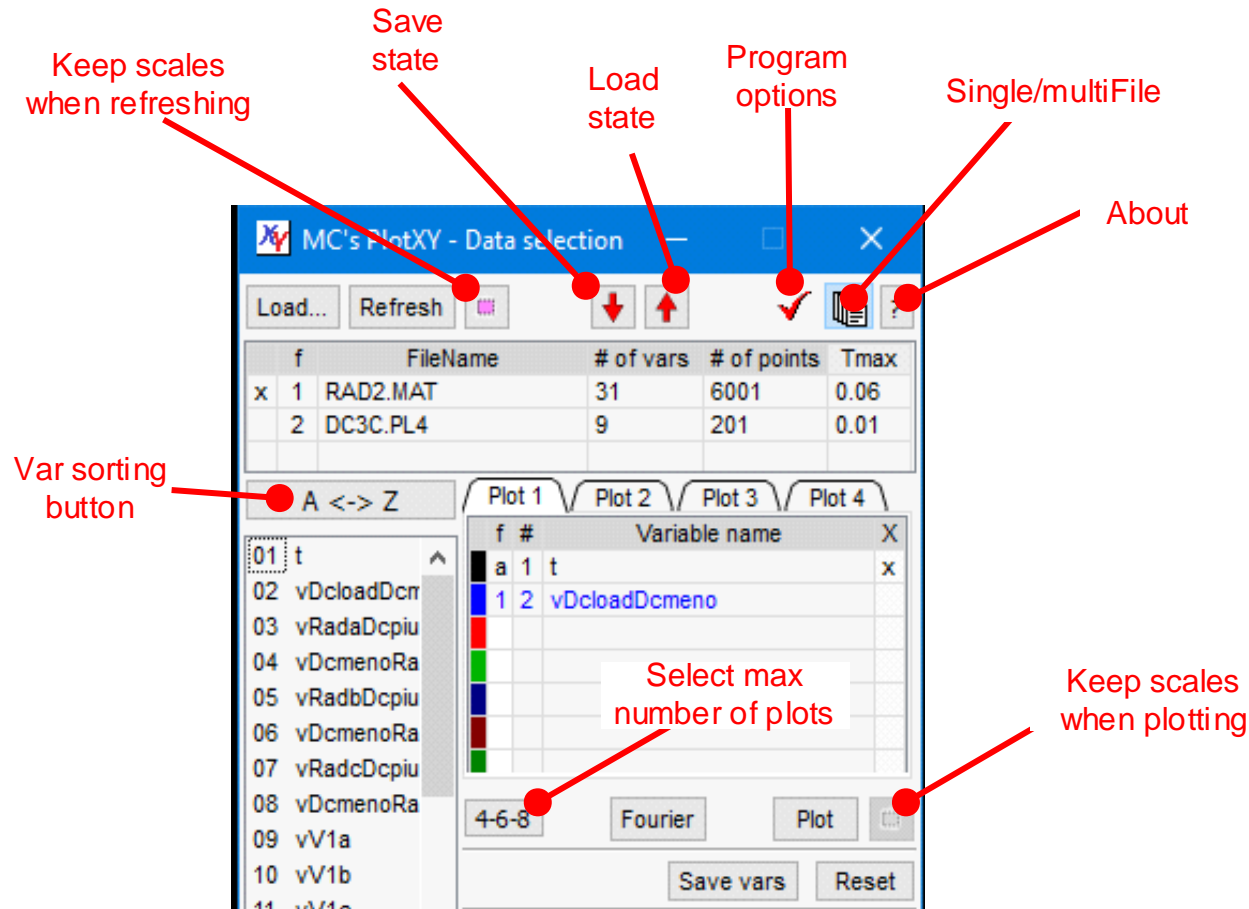 Save
state
Keep scales
when refreshing
Load
state
Program
options
Single/multiFile
About
MC's PlotXY - Data selection
Load... Refresh ?
f FileName # of vars # of points Tmax
x 1 RAD2.MAT 31 6001 0.06
2 DC3C.PL4 9 201 0.01
Var sorting
button
A <-> Z
Plot 1 Plot 2 Plot 3 Plot 4
f # Variable name X
a 1 t x
1 2 vDcloadDcmeno
01 t
02 vDcloadDcm
03 vRadaDcpiu
04 vDcmenoRa
05 vRadbDcpiu
06 vDcmenoRa
07 vRadcDcpiu
08 vDcmenoRa
09 vV1a
10 vV1b
11 vV1c
Select max
number of plots
Keep scales
when plotting
4-6-8 Fourier Plot
Save vars Reset